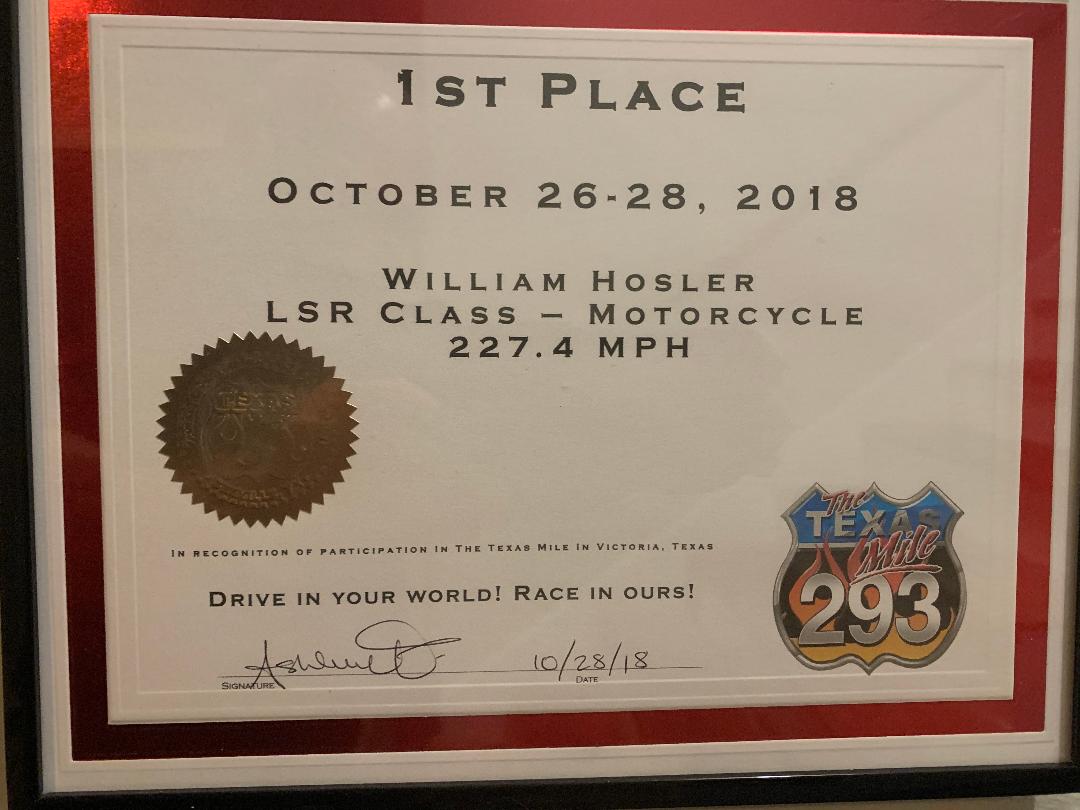 1ST PLACE
OCTOBER 26-28, 2018
WILLIAM HOSLER
LSR CLASS – MOTORCYCLE
227.4 MPH
TEXAS
IN RECOGNITION OF PARTICIPATION IN THE TEXAS MILE IN VICTORIA, TEXAS
DRIVE IN YOUR WORLD! RACE IN OURS!
10/28/18
SIGNATURE
DATE
The
TEXAS
Mile
293